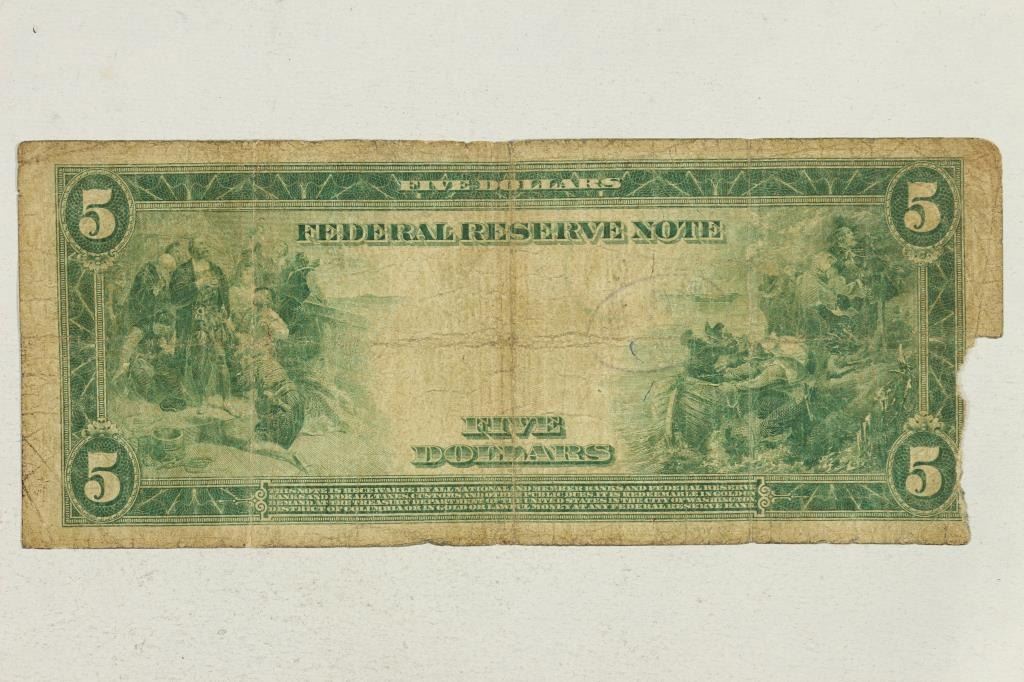 FIVE DOLLARS
5 5
FEDERAL RESERVE NOTE
FIVE
DOLLARS
5 5
THIS NOTE IS RECEIVABLE BY ALL NATIONAL AND MEMBER BANKS AND FEDERAL RESERVE
BANKS AND FOR ALL TAXES, CUSTOMS AND OTHER PUBLIC DUES. IT IS REDEEMABLE IN GOLD ON
DEMAND AT THE TREASURY DEPARTMENT OF THE UNITED STATES IN THE CITY OF WASHINGTON
DISTRICT OF COLUMBIA OR IN GOLD OR LAWFUL MONEY AT ANY FEDERAL RESERVE BANK.